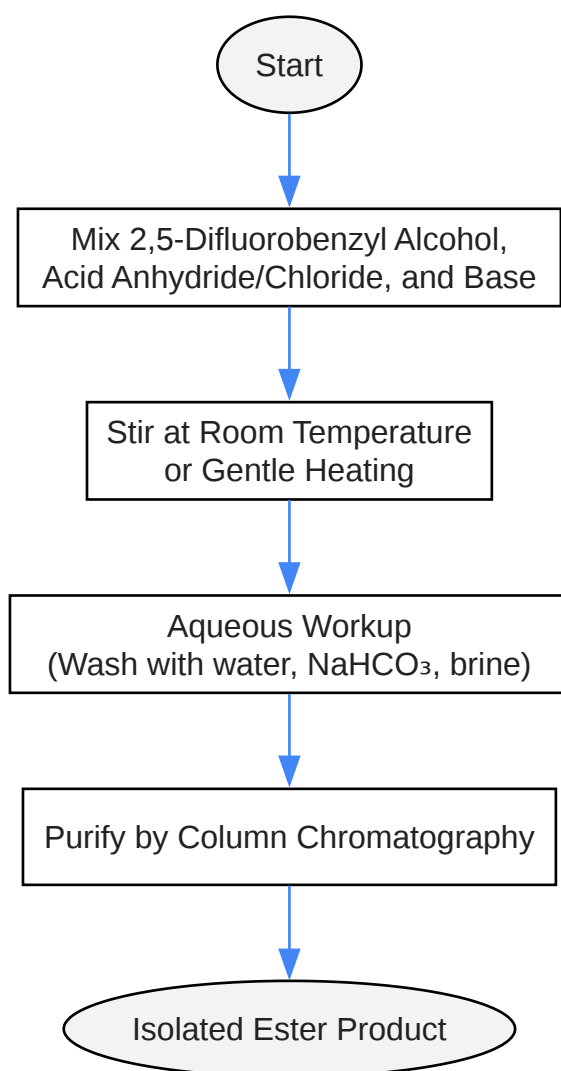 Start
Mix 2,5-Difluorobenzyl Alcohol,
Acid Anhydride/Chloride, and Base
Stir at Room Temperature
or Gentle Heating
Aqueous Workup
(Wash with water, NaHCO₃, brine)
Purify by Column Chromatography
Isolated Ester Product